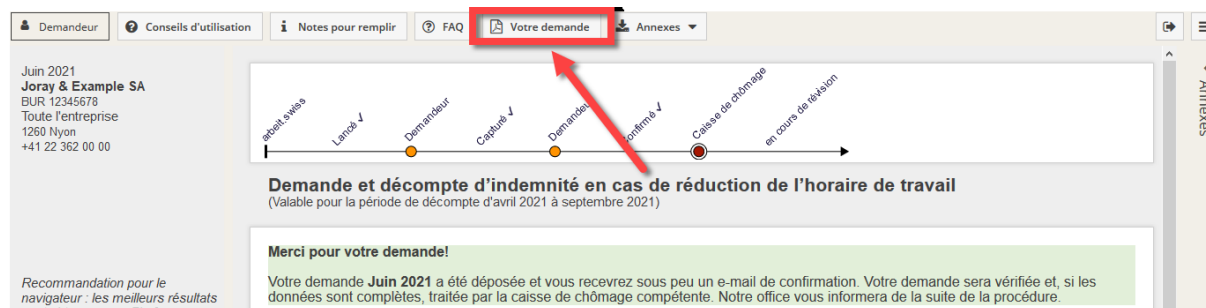 Demandeur
Conseils d'utilisation
Notes pour remplir
FAQ
Votre demande
Annexes
Juin 2021
Joray & Example SA
BUR 12345678
Toute l'entreprise
1260 Nyon
+41 22 362 00 00
arbeit.swiss
Lancé √
Demandeur
Capturé √
Demandeur
Confirmé √
Caisse de chômage
en cours de révision
Annexes
Demande et décompte d’indemnité en cas de réduction de l’horaire de travail
(Valable pour la période de décompte d'avril 2021 à septembre 2021)
Merci pour votre demande!
Votre demande Juin 2021 a été déposée et vous recevrez sous peu un e-mail de confirmation. Votre demande sera vérifiée et, si les
données sont complètes, traitée par la caisse de chômage compétente. Notre office vous informera de la suite de la procédure.
Recommandation pour le
navigateur : les meilleurs résultats